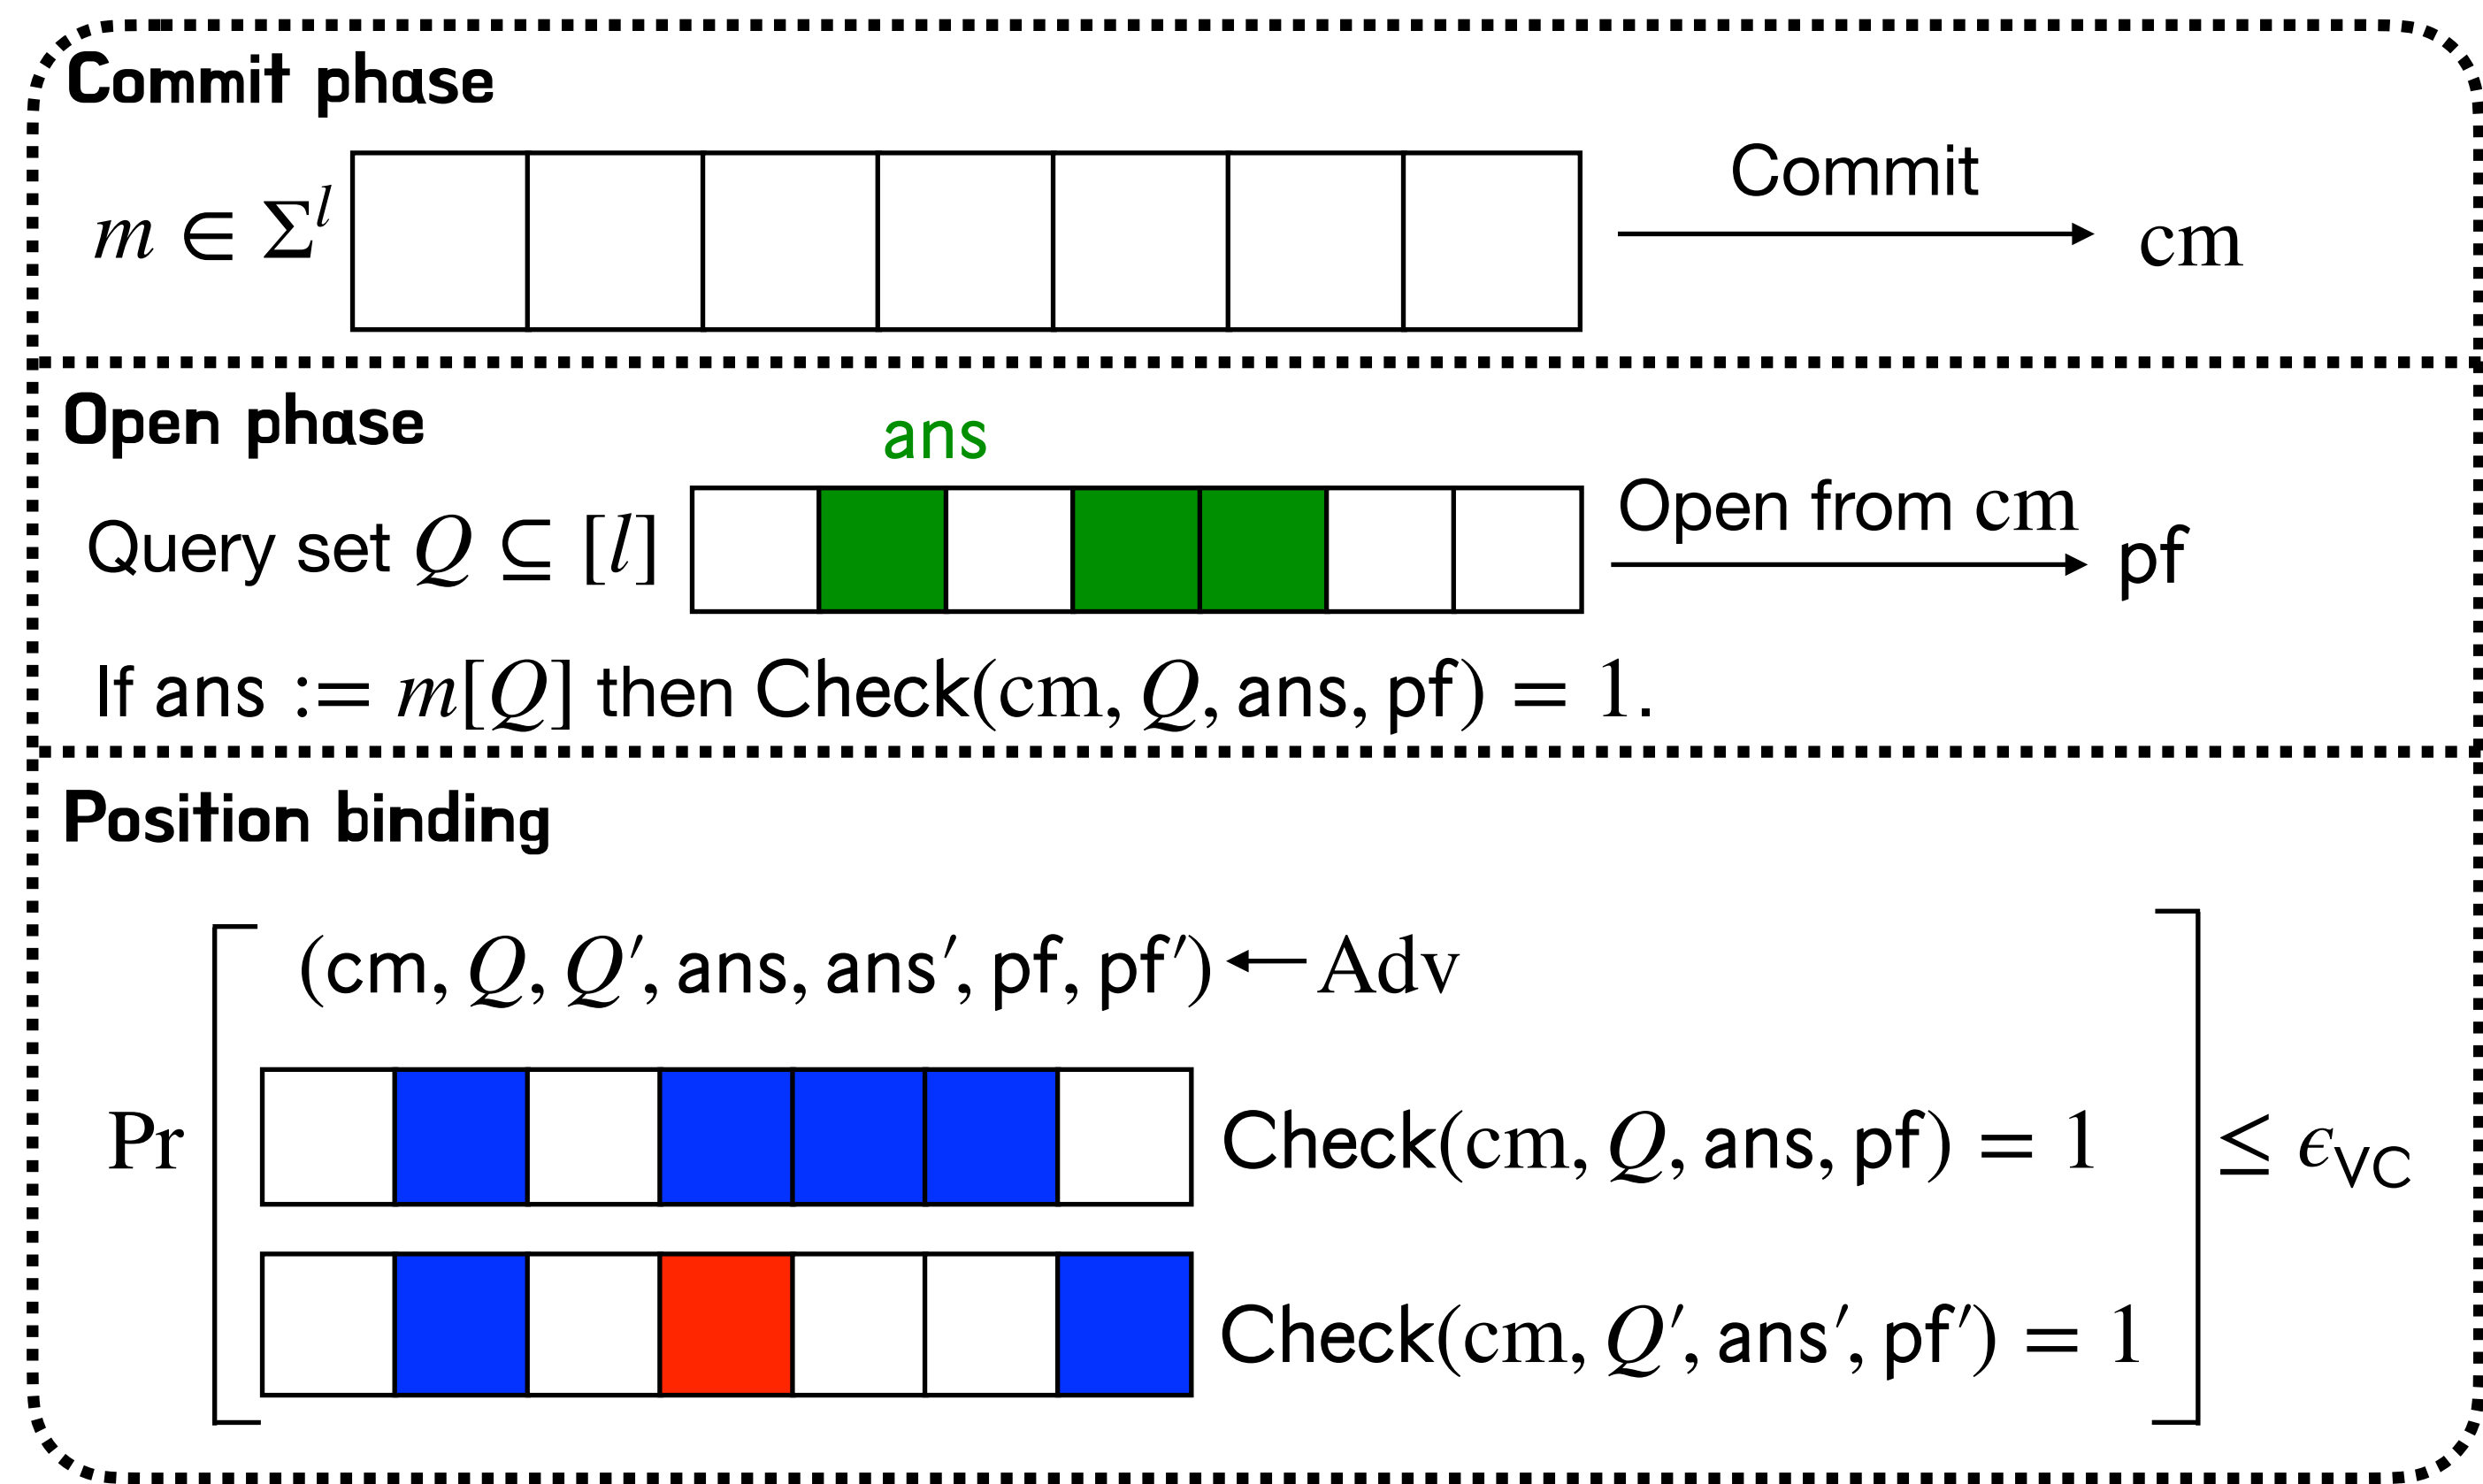 Commit phase
m ∈ Σ^l
Commit
cm
Open phase
ans
Query set Q ⊆ [l]
Open from cm
pf
If ans := m[Q] then Check(cm, Q, ans, pf) = 1.
Position binding
(cm, Q, Q′, ans, ans′, pf, pf′) ← Adv
Pr
Check(cm, Q, ans, pf) = 1
≤ ϵ_VC
Check(cm, Q′, ans′, pf′) = 1